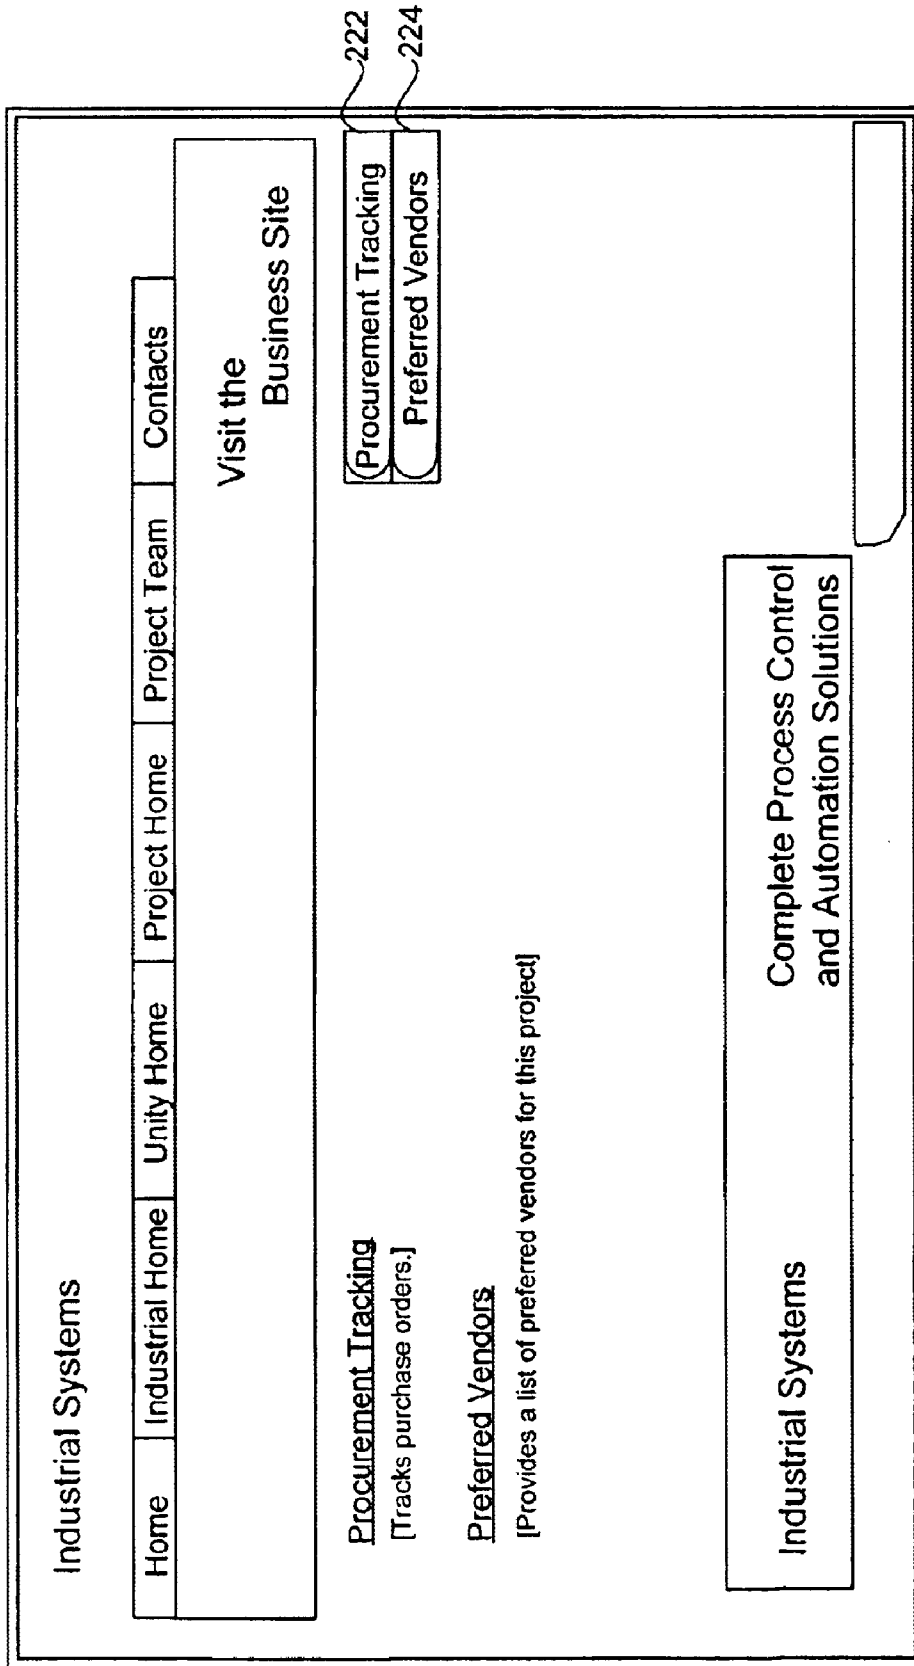 Industrial Systems
Home Industrial Home Unity Home Project Home Project Team Contacts
Visit the
Business Site
Procurement Tracking 222
Preferred Vendors 224
Procurement Tracking
[Tracks purchase orders.]
Preferred Vendors
[Provides a list of preferred vendors for this project]
Industrial Systems
Complete Process Control
and Automation Solutions